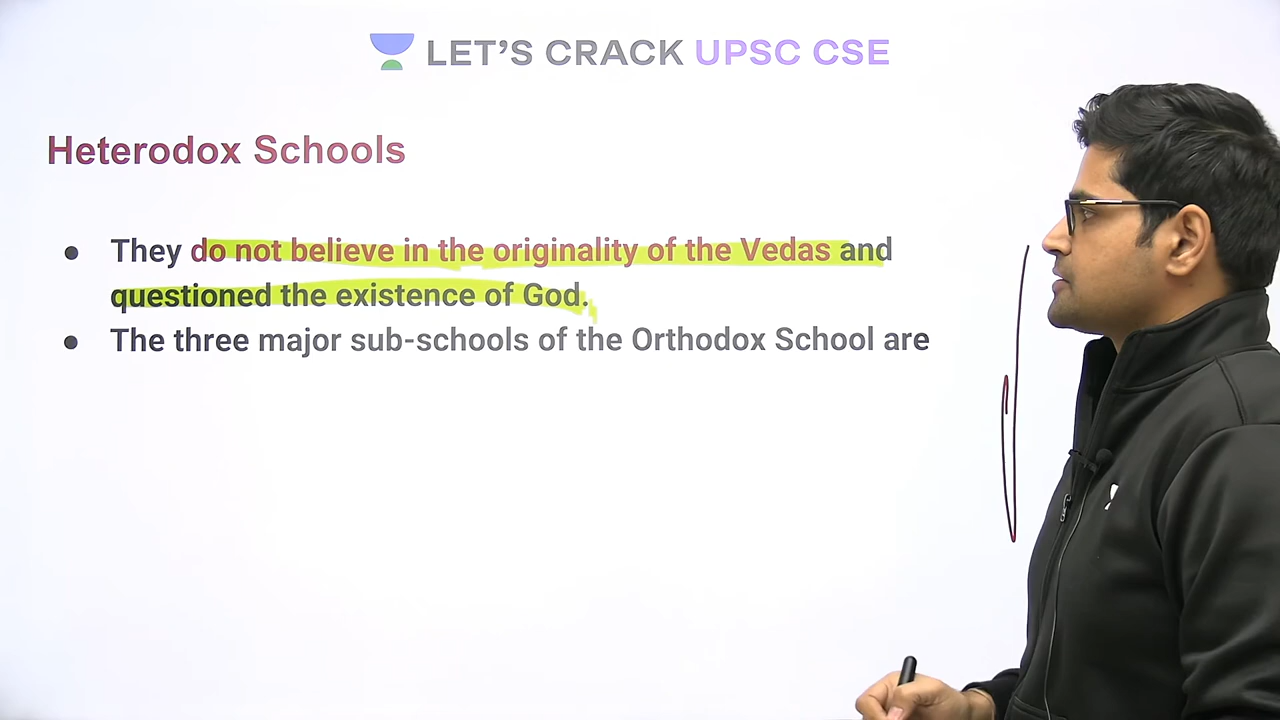 LET'S CRACK UPSC CSE
Heterodox Schools
● They do not believe in the originality of the Vedas and
questioned the existence of God.
● The three major sub-schools of the Orthodox School are